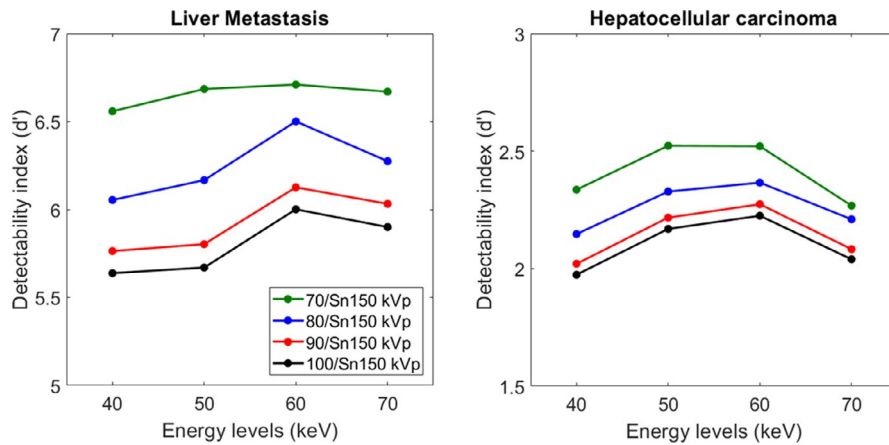 Liver Metastasis
Detectability index (d')
7
6.5
6
5.5
5
40 50 60 70
Energy levels (keV)
70/Sn150 kVp
80/Sn150 kVp
90/Sn150 kVp
100/Sn150 kVp
Hepatocellular carcinoma
Detectability index (d')
3
2.5
2
1.5
40 50 60 70
Energy levels (keV)